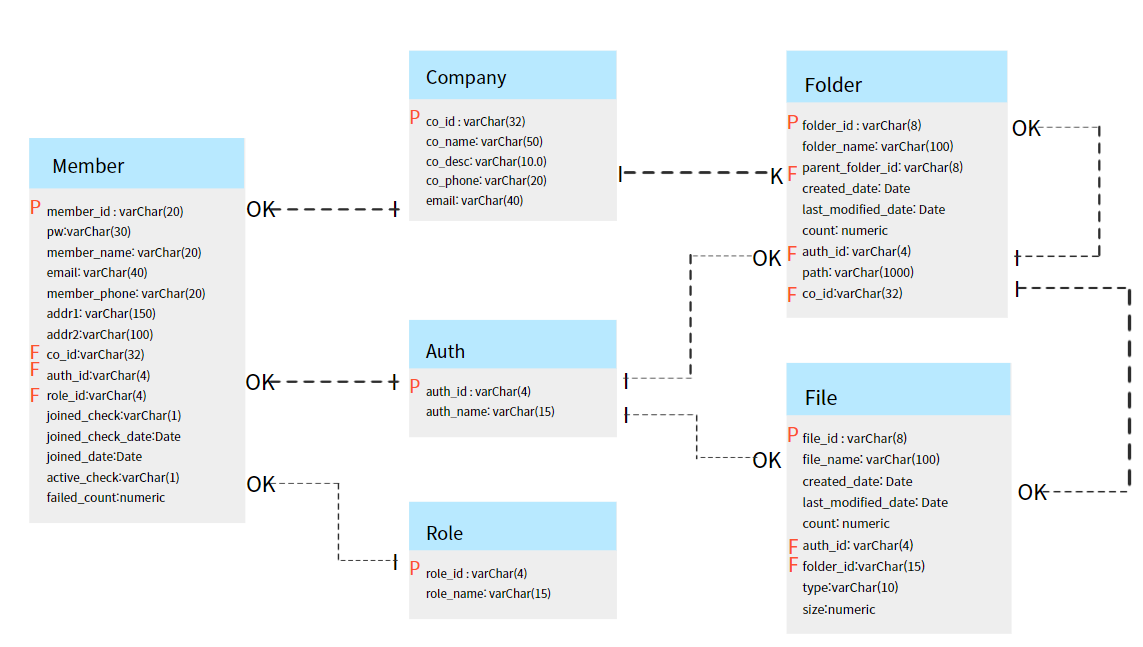 Member
P member_id : varChar(20)
pw:varChar(30)
member_name: varChar(20)
email: varChar(40)
member_phone: varChar(20)
addr1: varChar(150)
addr2:varChar(100)
F co_id:varChar(32)
F auth_id:varChar(4)
F role_id:varChar(4)
joined_check:varChar(1)
joined_check_date:Date
joined_date:Date
active_check:varChar(1)
failed_count:numeric
OK I
OK I
OK I
Company
P co_id : varChar(32)
co_name: varChar(50)
co_desc: varChar(10.0)
co_phone: varChar(20)
email: varChar(40)
I K
Auth
P auth_id : varChar(4)
auth_name: varChar(15)
I OK
I OK
Role
P role_id : varChar(4)
role_name: varChar(15)
Folder
P folder_id : varChar(8)
folder_name: varChar(100)
F parent_folder_id: varChar(8)
created_date: Date
last_modified_date: Date
count: numeric
F auth_id: varChar(4)
path: varChar(1000)
F co_id:varChar(32)
OK
I
I
File
P file_id : varChar(8)
file_name: varChar(100)
created_date: Date
last_modified_date: Date
count: numeric
F auth_id: varChar(4)
F folder_id:varChar(15)
type:varChar(10)
size:numeric
OK